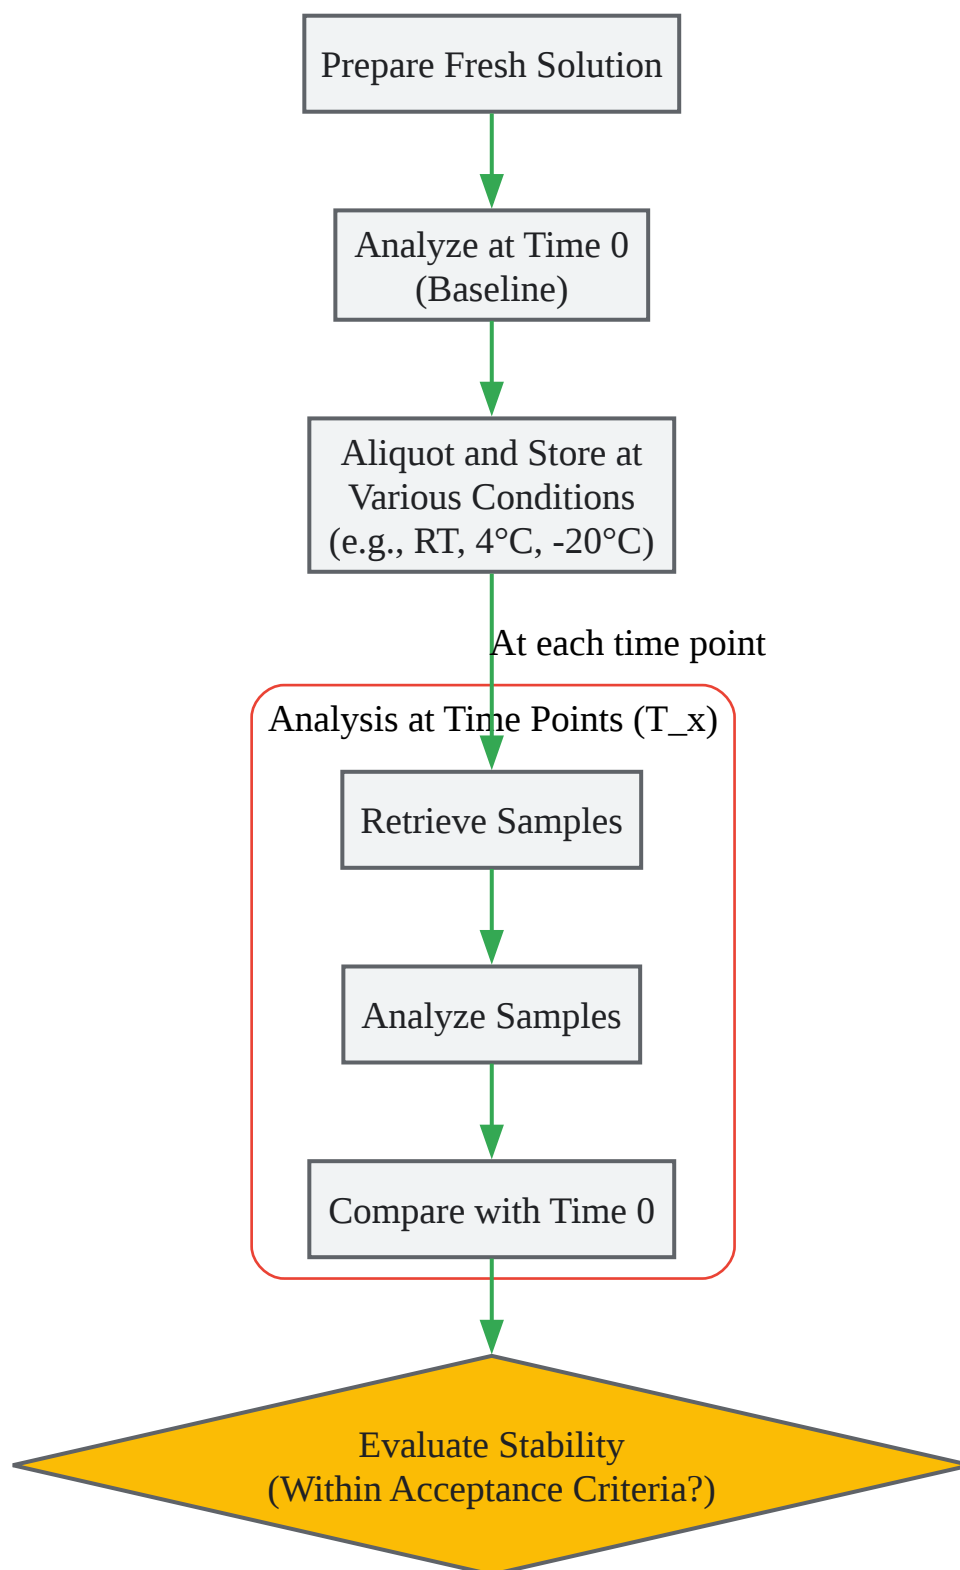 Prepare Fresh Solution
Analyze at Time 0
(Baseline)
Aliquot and Store at
Various Conditions
(e.g., RT, 4°C, -20°C)
At each time point
Analysis at Time Points (T_x)
Retrieve Samples
Analyze Samples
Compare with Time 0
Evaluate Stability
(Within Acceptance Criteria?)